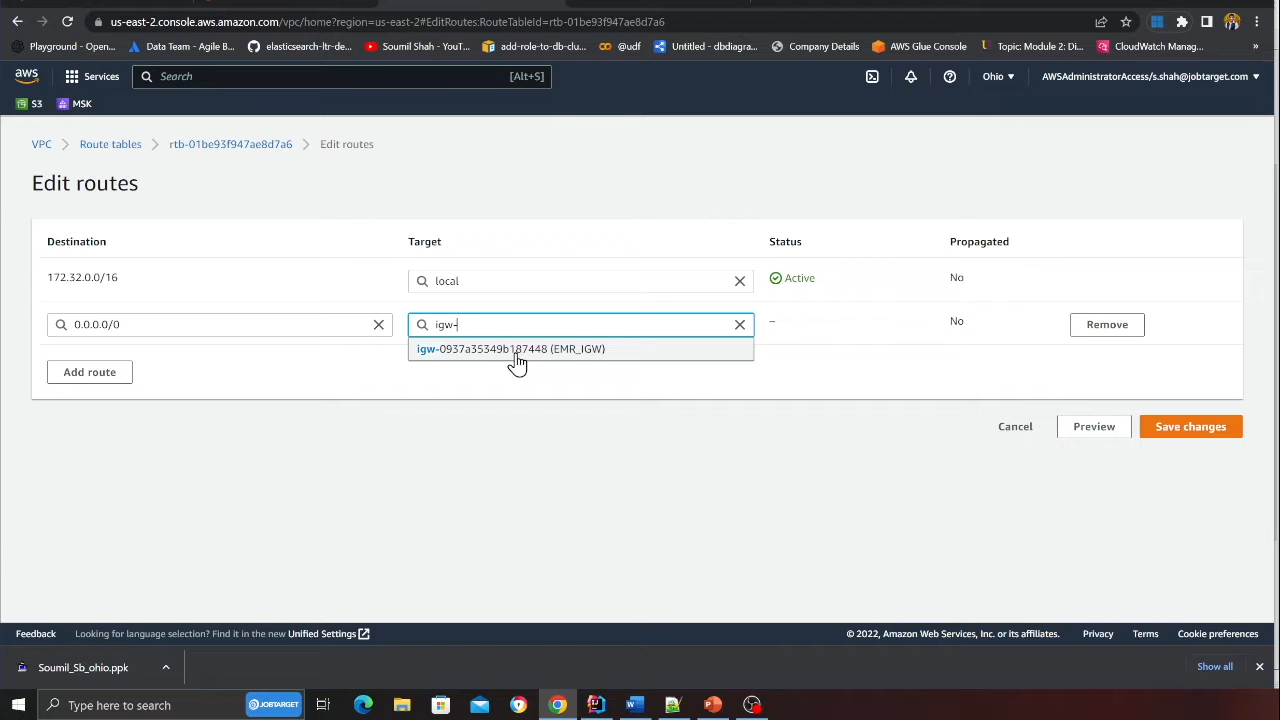 us-east-2.console.aws.amazon.com/vpc/home?region=us-east-2#EditRoutes:RouteTableId=rtb-01be93f947ae8d7a6
Playground - Open... Data Team - Agile B... elasticsearch-ltr-de... Soumil Shah - YouT... add-role-to-db-clu... @udf Untitled - dbdiagra... Company Details AWS Glue Console Topic: Module 2: Di... CloudWatch Manag... »
aws Services Search [Alt+S] Ohio AWSAdministratorAccess/s.shah@jobtarget.com
S3 MSK
VPC Route tables rtb-01be93f947ae8d7a6 Edit routes
Edit routes
Destination Target Status Propagated
172.32.0.0/16 local Active No
0.0.0.0/0 igw- – No Remove
igw-0937a35349b187448 (EMR_IGW)
Add route
Cancel Preview Save changes
Feedback Looking for language selection? Find it in the new Unified Settings © 2022, Amazon Web Services, Inc. or its affiliates. Privacy Terms Cookie preferences
Soumil_Sb_ohio.ppk Show all
Type here to search JOBTARGET